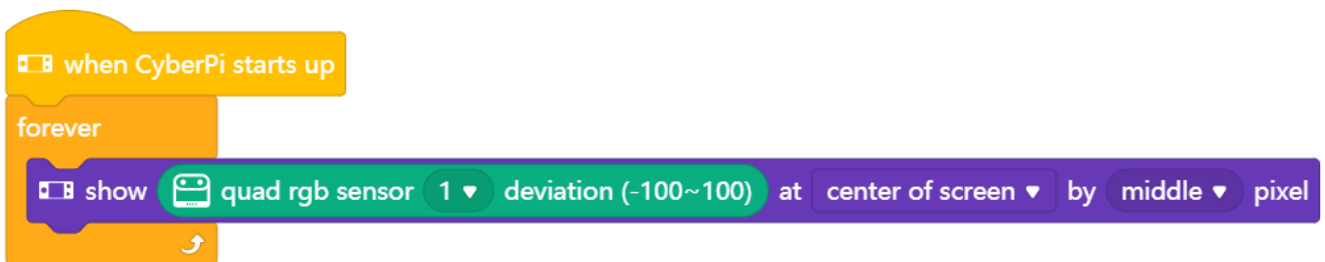 when CyberPi starts up
forever
show quad rgb sensor 1 deviation (-100~100) at center of screen by middle pixel